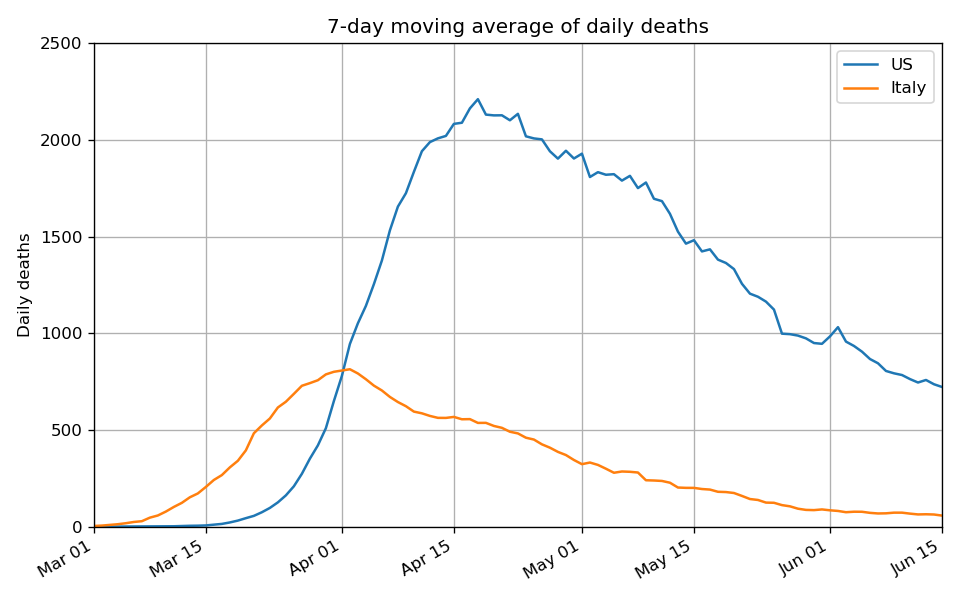 7-day moving average of daily deaths
2500
US
Italy
2000
1500
Daily deaths
1000
500
0
Mar 01
Mar 15
Apr 01
Apr 15
May 01
May 15
Jun 01
Jun 15